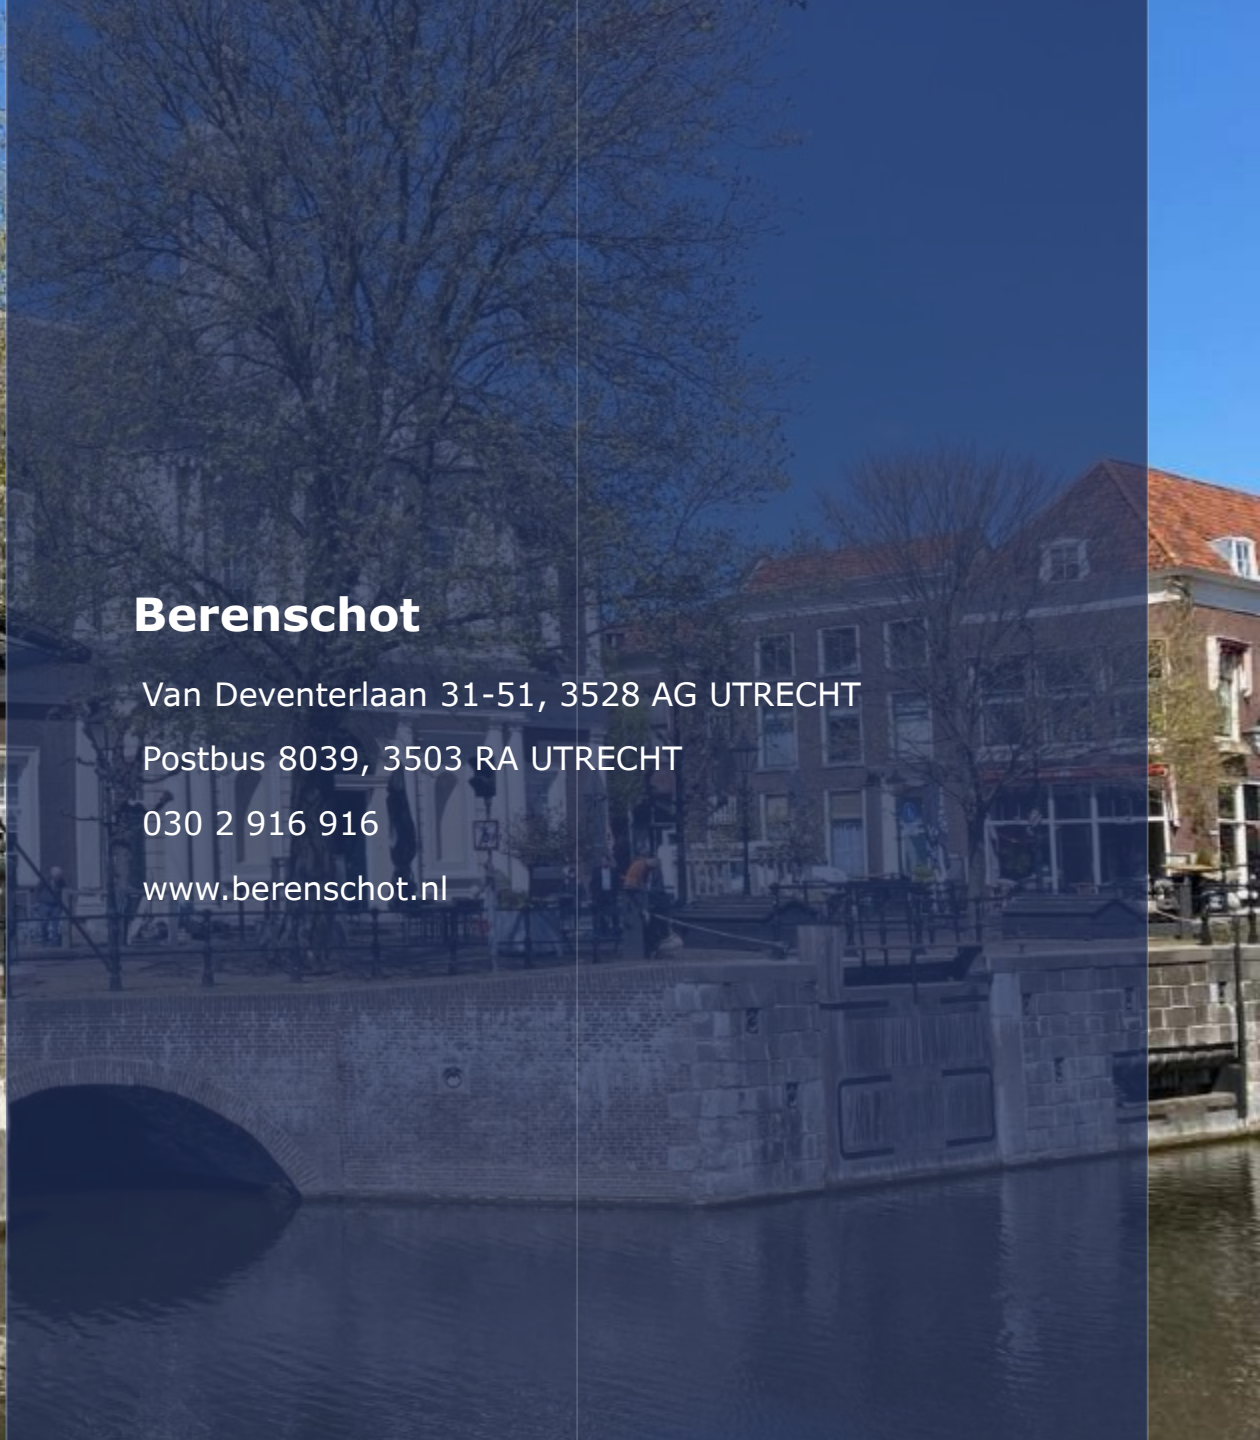 Berenschot
Van Deventerlaan 31-51, 3528 AG UTRECHT
Postbus 8039, 3503 RA UTRECHT
030 2 916 916
www.berenschot.nl